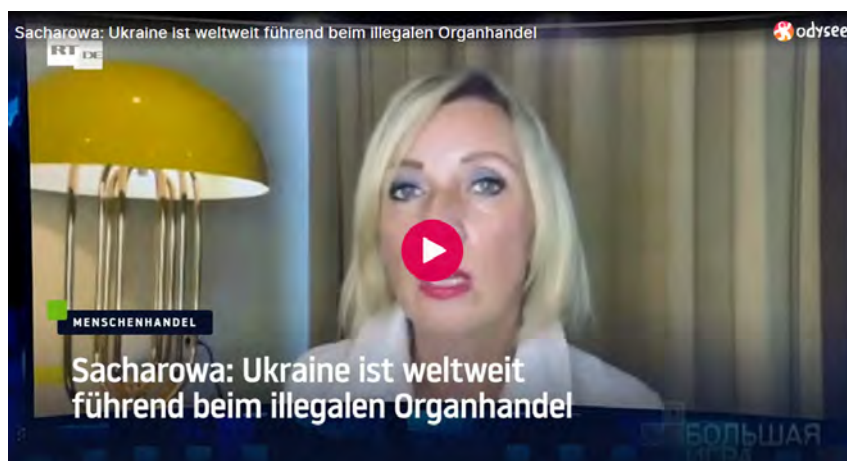 Sacharowa: Ukraine ist weltweit führend beim illegalen Organhandel
odysee
RT
DE
MENSCHENHANDEL
Sacharowa: Ukraine ist weltweit
führend beim illegalen Organhandel
БОЛЬШАЯ
ИГРА